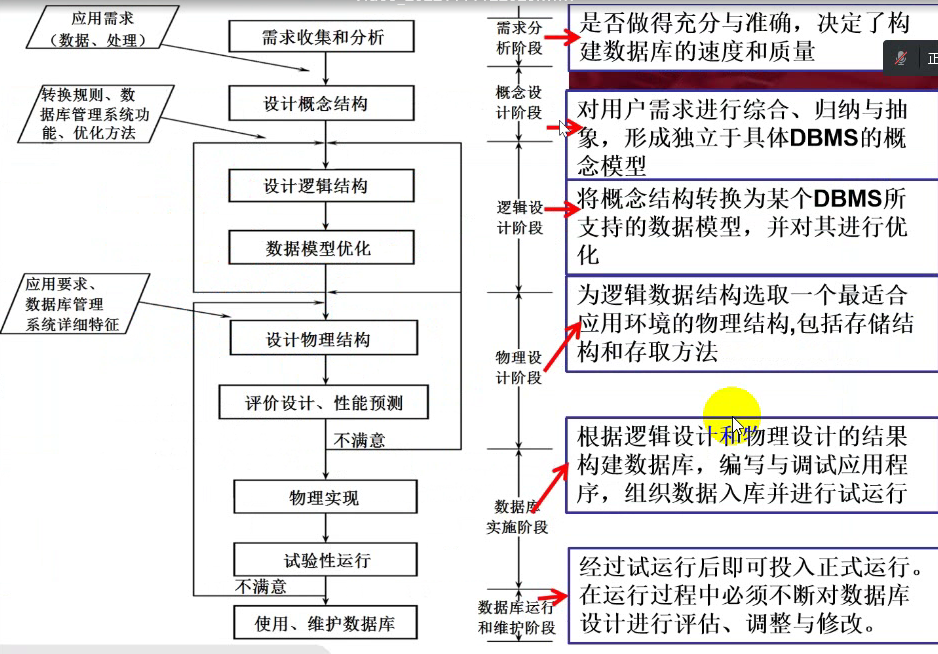 应用需求
（数据、处理）
需求收集和分析
设计概念结构
转换规则、数
据库管理系统功
能、优化方法
设计逻辑结构
数据模型优化
应用要求、
数据库管理
系统详细特征
设计物理结构
评价设计、性能预测
不满意
物理实现
试验性运行
不满意
使用、维护数据库
需求分
析阶段
是否做得充分与准确，决定了构
建数据库的速度和质量
正
概念设
计阶段
对用户需求进行综合、归纳与抽
象，形成独立于具体DBMS的概
念模型
逻辑设
计阶段
将概念结构转换为某个DBMS所
支持的数据模型，并对其进行优
化
物理设
计阶段
为逻辑数据结构选取一个最适合
应用环境的物理结构,包括存储结
构和存取方法
数据库
实施阶段
根据逻辑设计和物理设计的结果
构建数据库，编写与调试应用程
序，组织数据入库并进行试运行
数据库运行
和维护阶段
经过试运行后即可投入正式运行。
在运行过程中必须不断对数据库
设计进行评估、调整与修改。